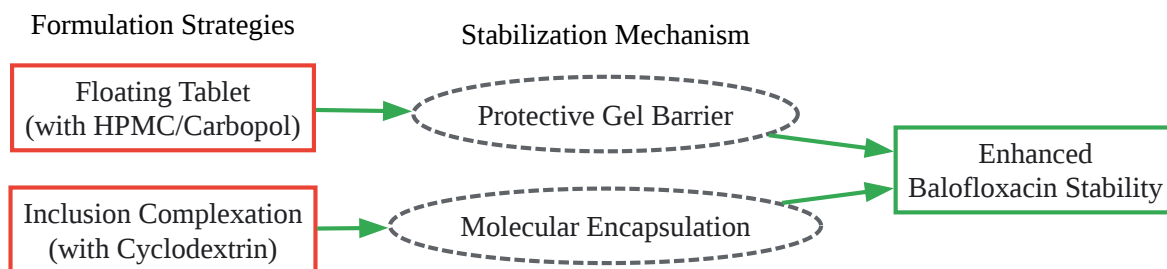 Formulation Strategies
Stabilization Mechanism
Floating Tablet
(with HPMC/Carbopol)
Protective Gel Barrier
Enhanced
Balofloxacin Stability
Inclusion Complexation
(with Cyclodextrin)
Molecular Encapsulation